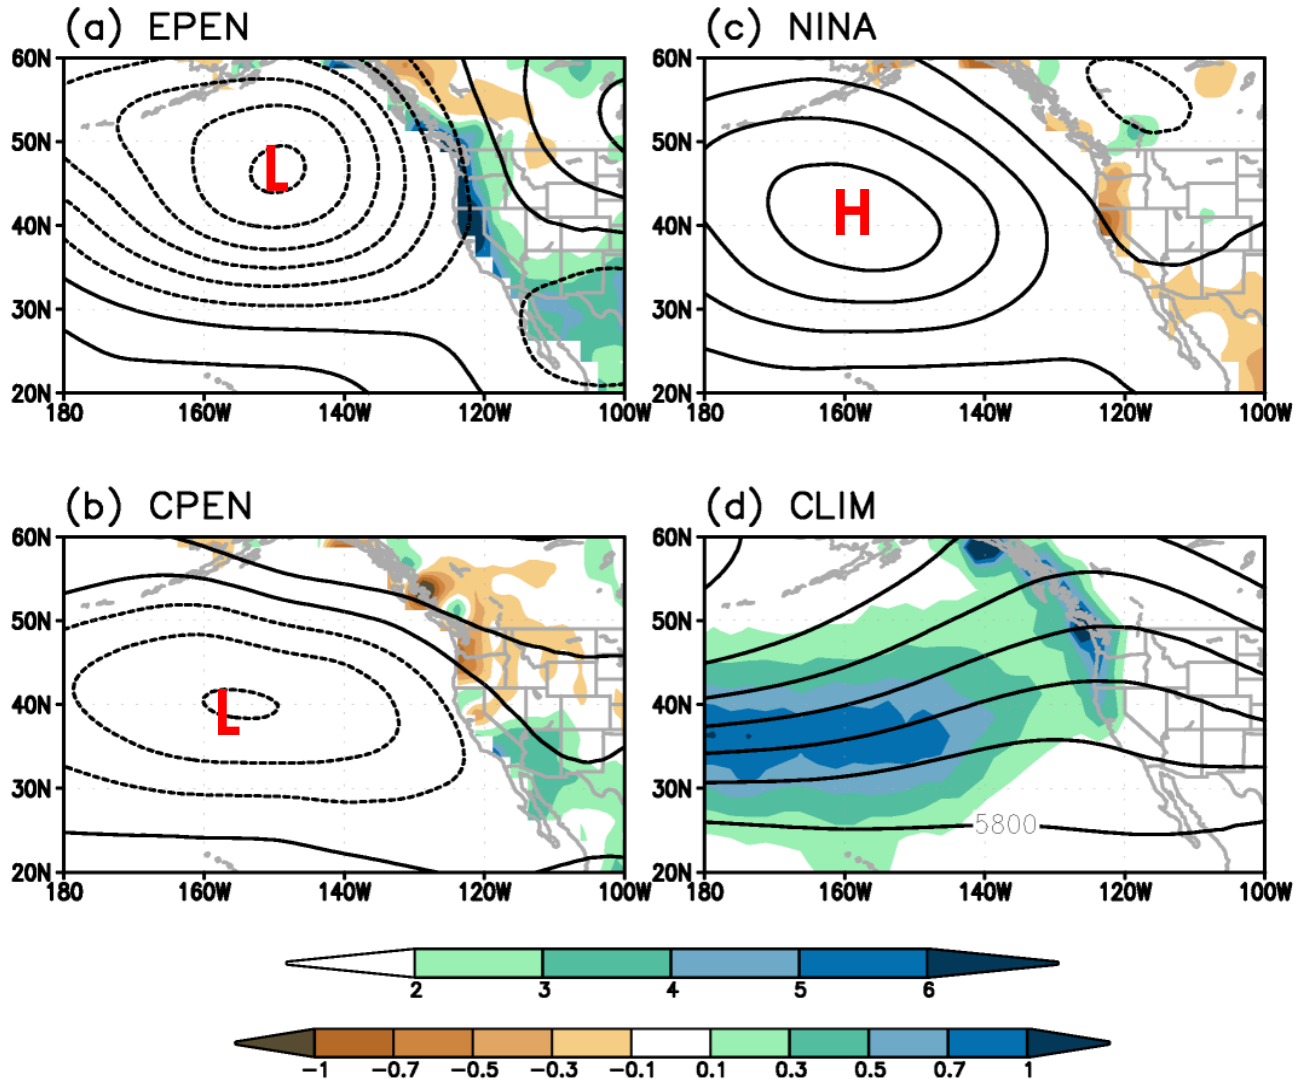 (a) EPEN
60N
50N
L
40N
30N
20N
180 160W 140W 120W 100W
(c) NINA
60N
50N
H
40N
30N
20N
180 160W 140W 120W 100W
(b) CPEN
60N
50N
40N
L
30N
20N
180 160W 140W 120W 100W
(d) CLIM
60N
50N
40N
30N
5800
20N
180 160W 140W 120W 100W
2 3 4 5 6
-1 -0.7 -0.5 -0.3 -0.1 0.1 0.3 0.5 0.7 1